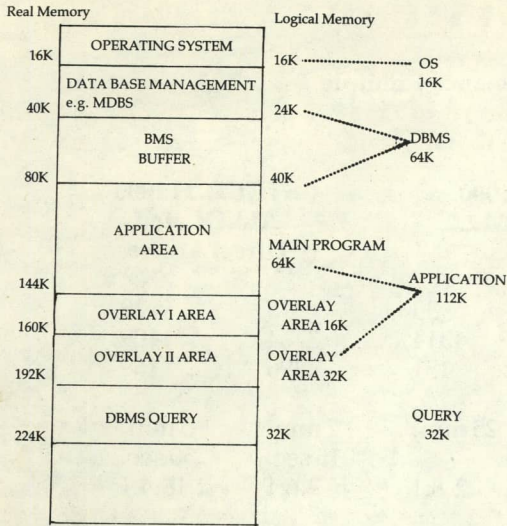 Real Memory
Logical Memory
OPERATING SYSTEM
16K
16K
OS
16K
DATA BASE MANAGEMENT
e.g. MDBS
40K
24K
BMS
BUFFER
DBMS
64K
80K
40K
APPLICATION
AREA
MAIN PROGRAM
64K
APPLICATION
112K
144K
OVERLAY I AREA
OVERLAY
AREA 16K
160K
OVERLAY II AREA
OVERLAY
AREA 32K
192K
DBMS QUERY
QUERY
32K
224K
32K